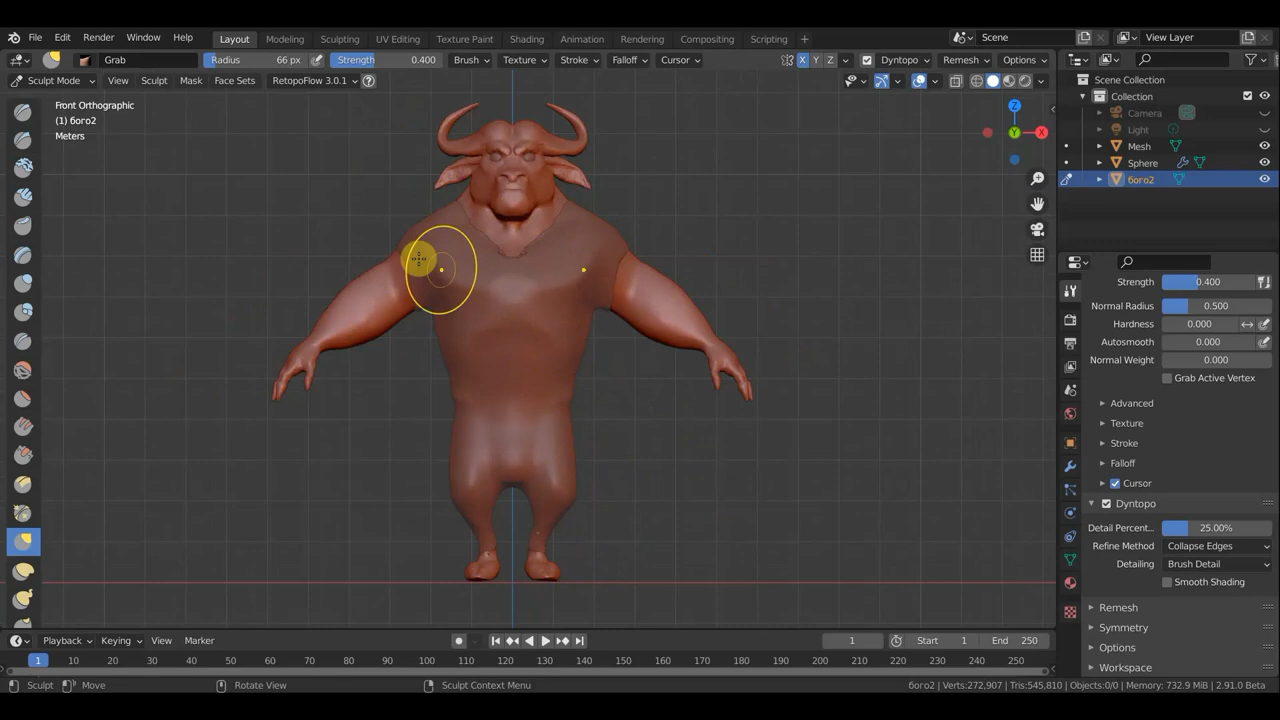 File Edit Render Window Help Layout Modeling Sculpting UV Editing Texture Paint Shading Animation Rendering Compositing Scripting + Scene View Layer
Grab Radius 66 px Strength 0.400 Brush Texture Stroke Falloff Cursor X Y Z Dyntopo Remesh Options
Sculpt Mode View Sculpt Mask Face Sets RetopoFlow 3.0.1
Scene Collection
Collection
Camera
Light
Mesh
Sphere
бого2
Front Orthographic
(1) бого2
Meters
Z
Y
X
Strength 0.400
Normal Radius 0.500
Hardness 0.000
Autosmooth 0.000
Normal Weight 0.000
Grab Active Vertex
Advanced
Texture
Stroke
Falloff
Cursor
Dyntopo
Detail Percent... 25.00%
Refine Method Collapse Edges
Detailing Brush Detail
Smooth Shading
Remesh
Symmetry
Options
Workspace
Playback Keying View Marker 1 Start 1 End 250
1 10 20 30 40 50 60 70 80 90 100 110 120 130 140 150 160 170 180 190 200 210 220 230 240 250
Sculpt Move Rotate View Sculpt Context Menu бого2 | Verts:272,907 | Tris:545,810 | Objects:0/0 | Memory: 732.9 MiB | 2.91.0 Beta